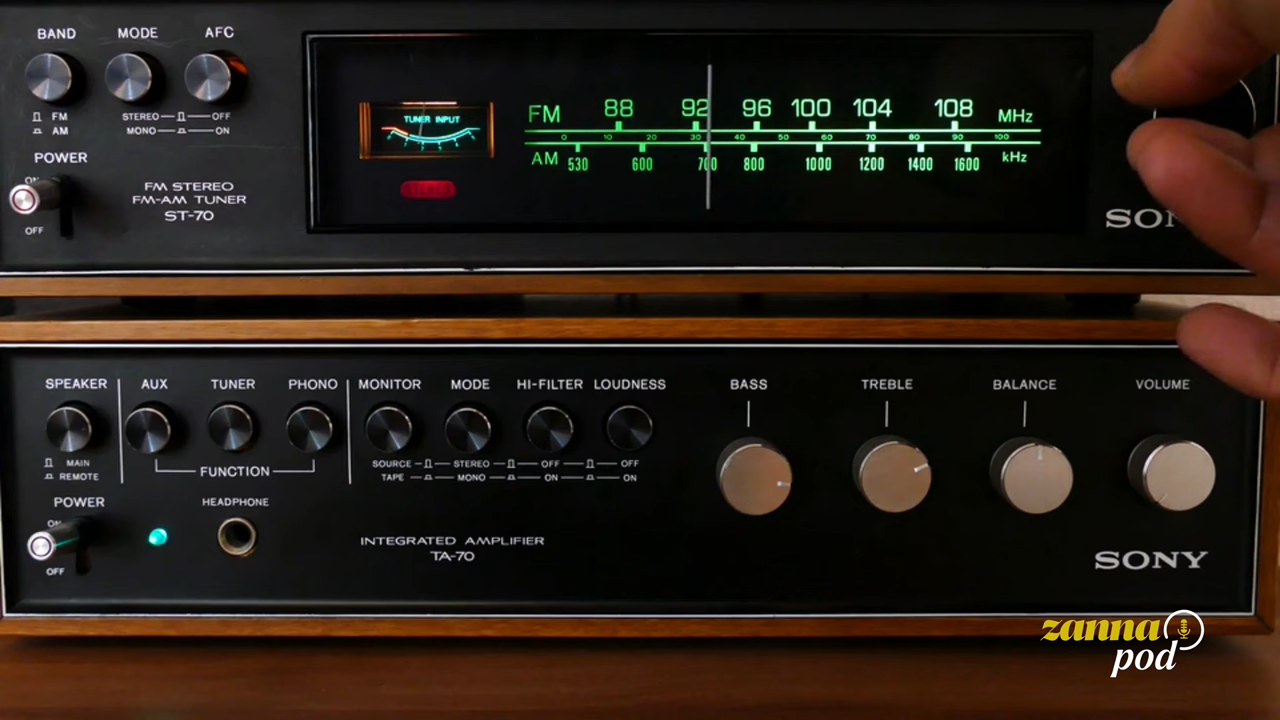 BAND MODE AFC
FM STEREO OFF
AM MONO ON
POWER
ON
OFF
FM STEREO
FM-AM TUNER
ST-70
TUNER INPUT
FM 88 92 96 100 104 108 MHz
0 10 20 30 40 50 60 70 80 90 100
AM 530 600 700 800 1000 1200 1400 1600 kHz
SPEAKER AUX TUNER PHONO MONITOR MODE HI-FILTER LOUDNESS BASS TREBLE BALANCE VOLUME
MAIN SOURCE STEREO OFF OFF
REMOTE FUNCTION TAPE MONO ON ON
POWER HEADPHONE
ON
OFF
INTEGRATED AMPLIFIER
TA-70
SONY
zanna
pod